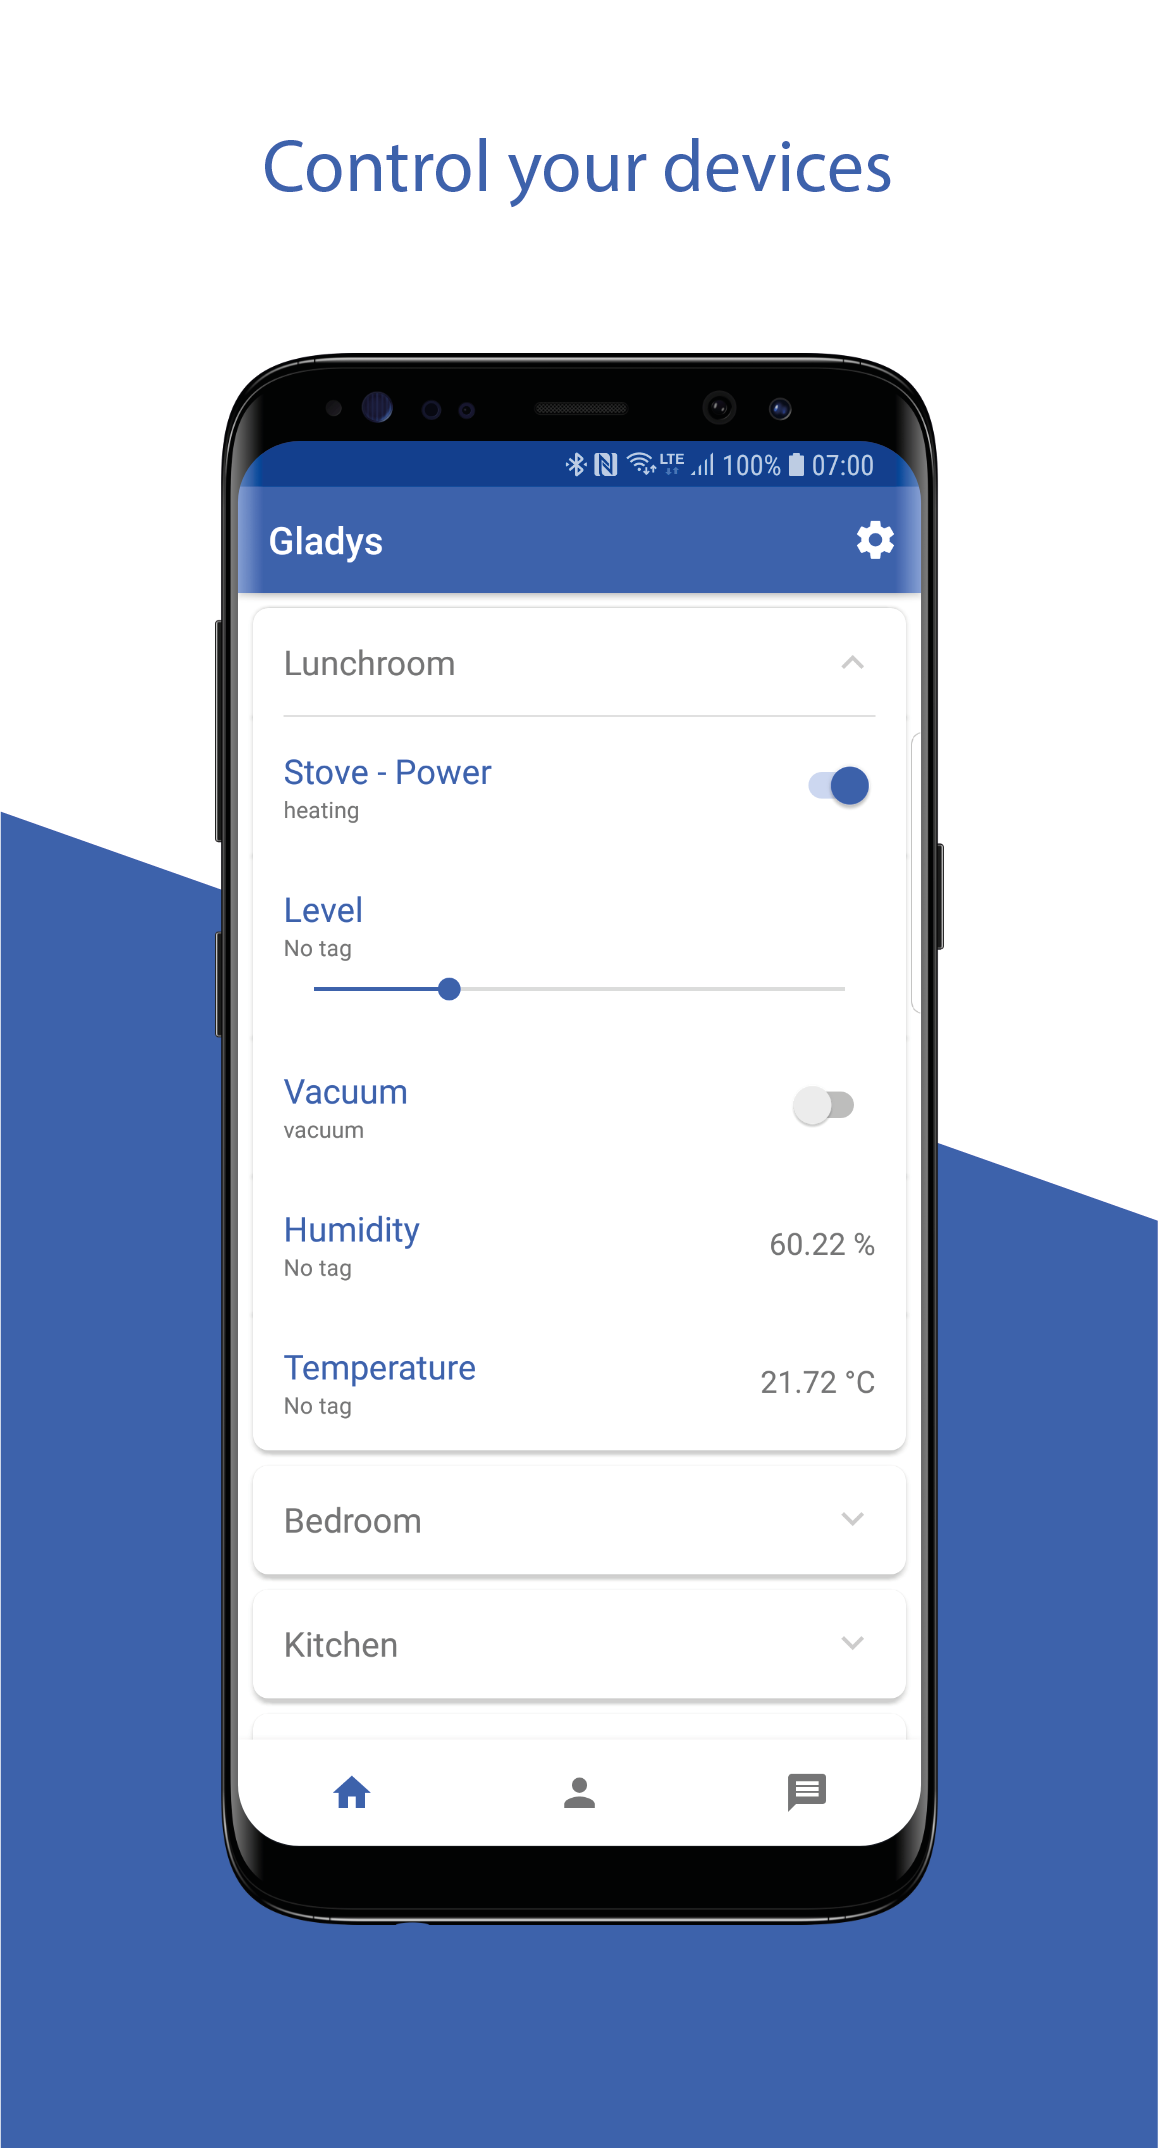 Control your devices
LTE 100% 07:00
Gladys
Lunchroom
Stove - Power
heating
Level
No tag
Vacuum
vacuum
Humidity
No tag
60.22 %
Temperature
No tag
21.72 °C
Bedroom
Kitchen